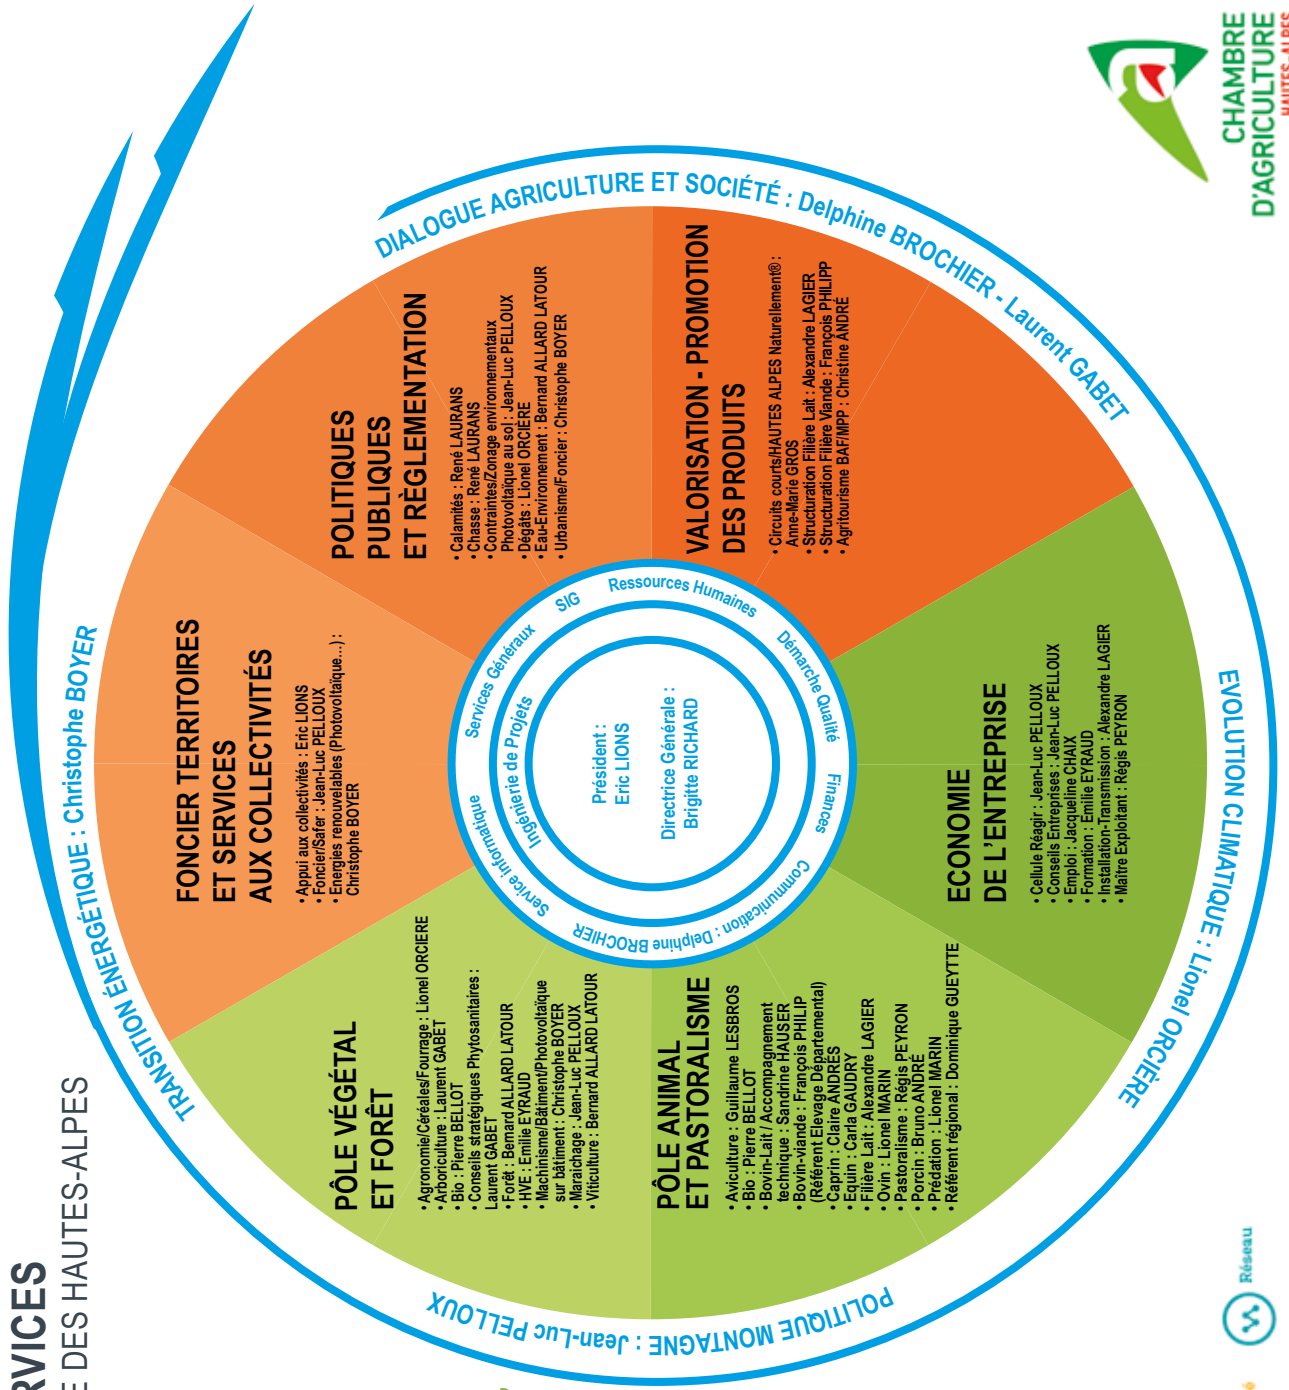 RVICES
E DES HAUTES-ALPES
TRANSITION ÉNERGÉTIQUE : Christophe BOYER
DIALOGUE AGRICULTURE ET SOCIÉTÉ : Delphine BROCHIER - Laurent GABET
EVOLUTION CLIMATIQUE : Lionel ORCIÈRE
POLITIQUE MONTAGNE : Jean-Luc PELLOUX
PÔLE VÉGÉTAL
ET FORÊT
• Agronomie/Céréales/Fourrage : Lionel ORCIERE
• Arboriculture : Laurent GABET
• Bio : Pierre BELLOT
• Conseils stratégiques Phytosanitaires :
Laurent GABET
• Forêt : Bernard ALLARD LATOUR
• HVE : Emilie EYRAUD
• Machinisme/Bâtiment/Photovoltaïque
sur bâtiment : Christophe BOYER
• Maraichage : Jean-Luc PELLOUX
• Viticulture : Bernard ALLARD LATOUR
FONCIER TERRITOIRES
ET SERVICES
AUX COLLECTIVITÉS
• Appui aux collectivités : Eric LIONS
• Foncier/Safer : Jean-Luc PELLOUX
• Energies renouvelables (Photovoltaïque...) :
Christophe BOYER
POLITIQUES
PUBLIQUES
ET RÈGLEMENTATION
• Calamités : René LAURANS
• Chasse : René LAURANS
• Contraintes/Zonage environnementaux
Photovoltaïque au sol : Jean-Luc PELLOUX
• Dégâts : Lionel ORCIÈRE
• Eau-Environnement : Bernard ALLARD LATOUR
• Urbanisme/Foncier : Christophe BOYER
VALORISATION - PROMOTION
DES PRODUITS
• Circuits courts/HAUTES ALPES Naturellement® :
Anne-Marie GROS
• Structuration Filière Lait : Alexandre LAGIER
• Structuration Filière Viande : François PHILIPP
• Agritourisme BAF/MPP : Christine ANDRÉ
ECONOMIE
DE L'ENTREPRISE
• Cellule Réagir : Jean-Luc PELLOUX
• Conseils Entreprises : Jean-Luc PELLOUX
• Emploi : Jacqueline CHAIX
• Formation : Emilie EYRAUD
• Installation-Transmission : Alexandre LAGIER
• Maître Exploitant : Régis PEYRON
PÔLE ANIMAL
ET PASTORALISME
• Aviculture : Guillaume LESBROS
• Bio : Pierre BELLOT
• Bovin-Lait / Accompagnement
technique : Sandrine HAUSER
• Bovin-viande : François PHILIP
(Référent Elevage Départemental)
• Caprin : Claire ANDRÉS
• Equin : Carla GAUDRY
• Filière Lait : Alexandre LAGIER
• Ovin : Lionel MARIN
• Pastoralisme : Régis PEYRON
• Porcin : Bruno ANDRÉ
• Prédation : Lionel MARIN
• Référent régional : Dominique GUEYTTE
Service informatique
Services Généraux
SIG
Ressources Humaines
Démarche Qualité
Finances
Communication : Delphine BROCHIER
Ingénierie de Projets
Président :
Eric LIONS
Directrice Générale :
Brigitte RICHARD
Réseau
CHAMBRE
D'AGRICULTURE
HAUTES-ALPES